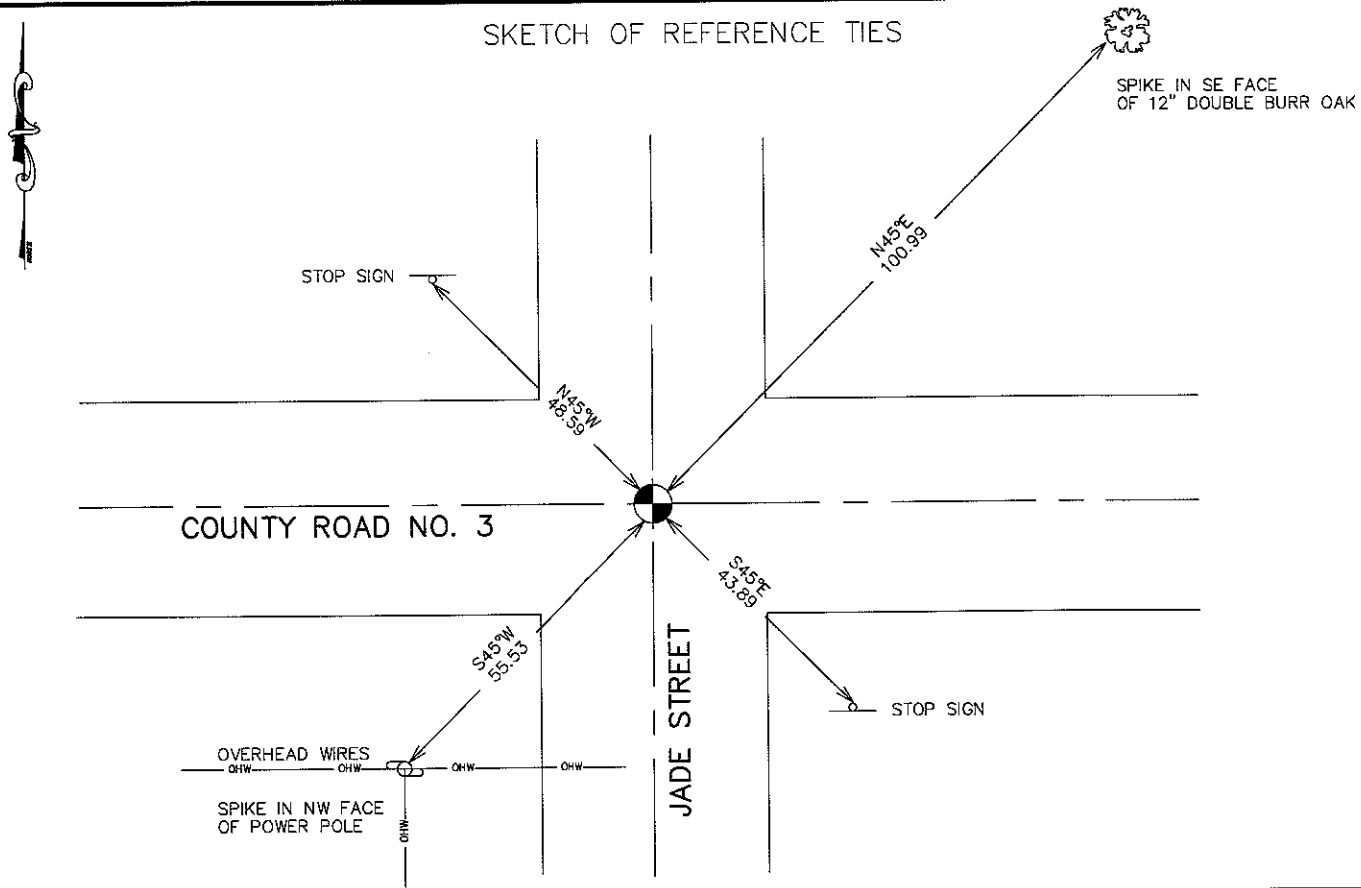 SKETCH OF REFERENCE TIES
SPIKE IN SE FACE
OF 12" DOUBLE BURR OAK
N45°E
100.99
STOP SIGN
N45°W
48.59
COUNTY ROAD NO. 3
S45°E
43.89
S45°W
55.53
JADE STREET
STOP SIGN
OVERHEAD WIRES
OHW OHW OHW OHW
SPIKE IN NW FACE
OF POWER POLE
OHW